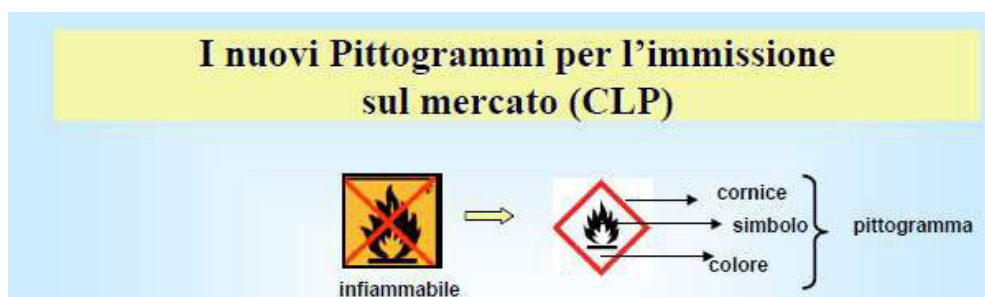 I nuovi Pittogrammi per l'immissione
sul mercato (CLP)
cornice
simbolo
pittogramma
colore
infiammabile